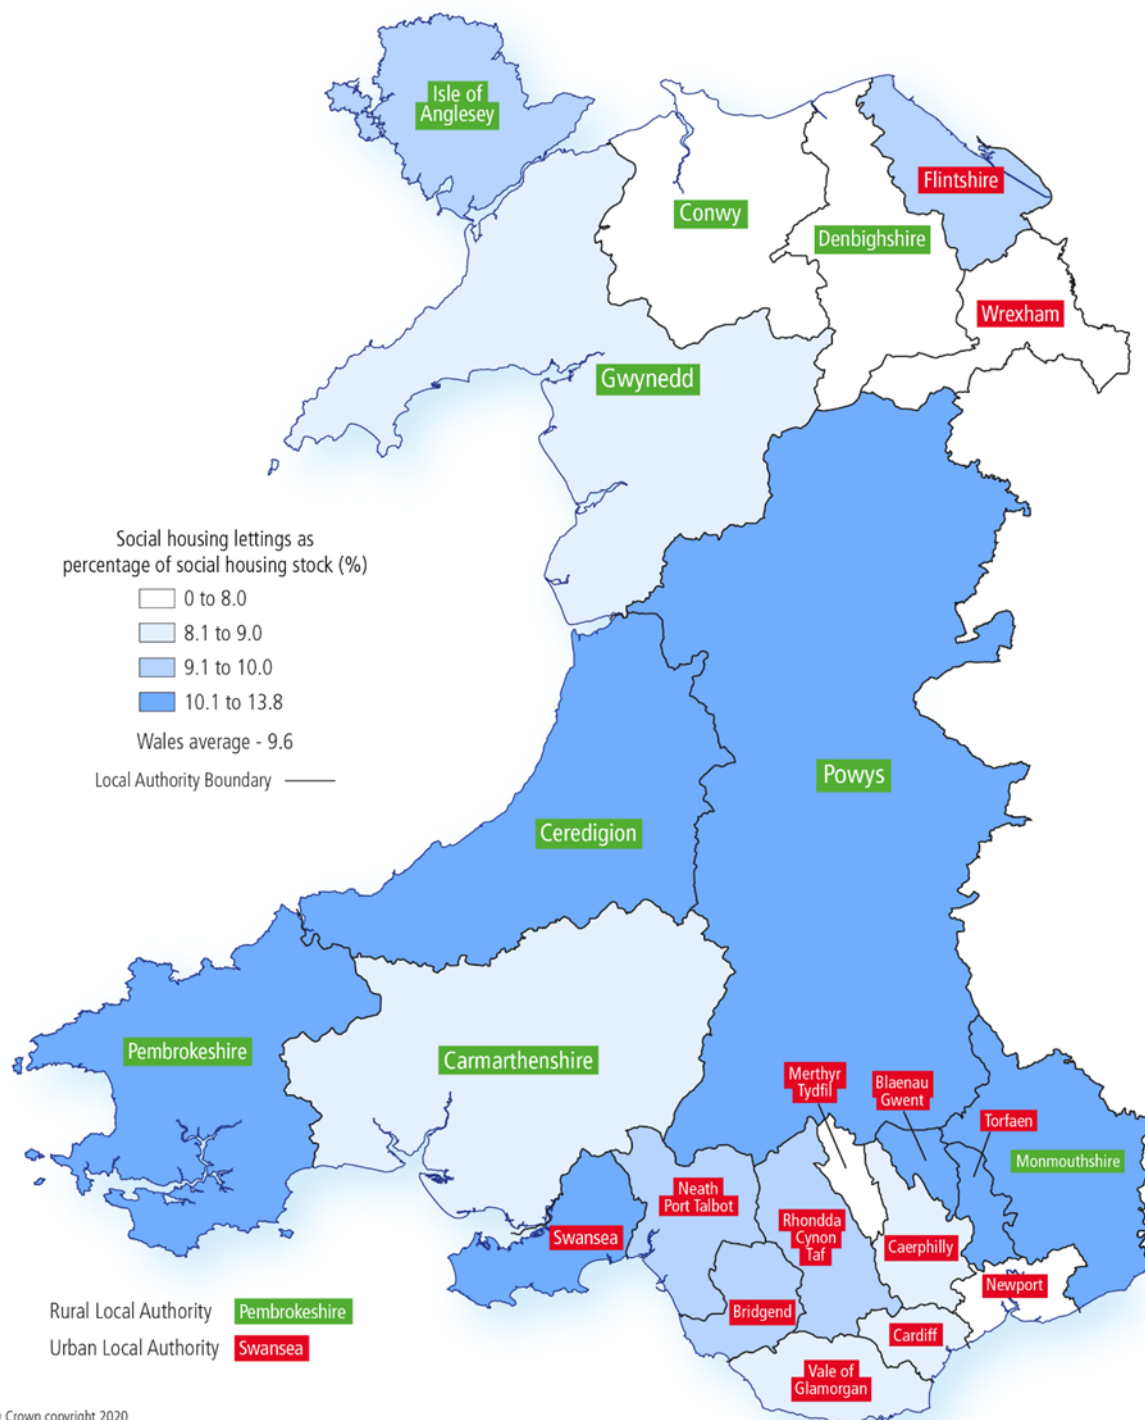 Isle of
Anglesey
Flintshire
Conwy
Denbighshire
Wrexham
Gwynedd
Social housing lettings as
percentage of social housing stock (%)
0 to 8.0
8.1 to 9.0
9.1 to 10.0
10.1 to 13.8
Wales average - 9.6
Local Authority Boundary
Powys
Ceredigion
Pembrokeshire
Carmarthenshire
Merthyr
Tydfil
Blaenau
Gwent
Torfaen
Monmouthshire
Neath
Port Talbot
Rhondda
Cynon
Taf
Swansea
Caerphilly
Newport
Bridgend
Cardiff
Vale of
Glamorgan
Rural Local Authority Pembrokeshire
Urban Local Authority Swansea
Crown copyright 2020